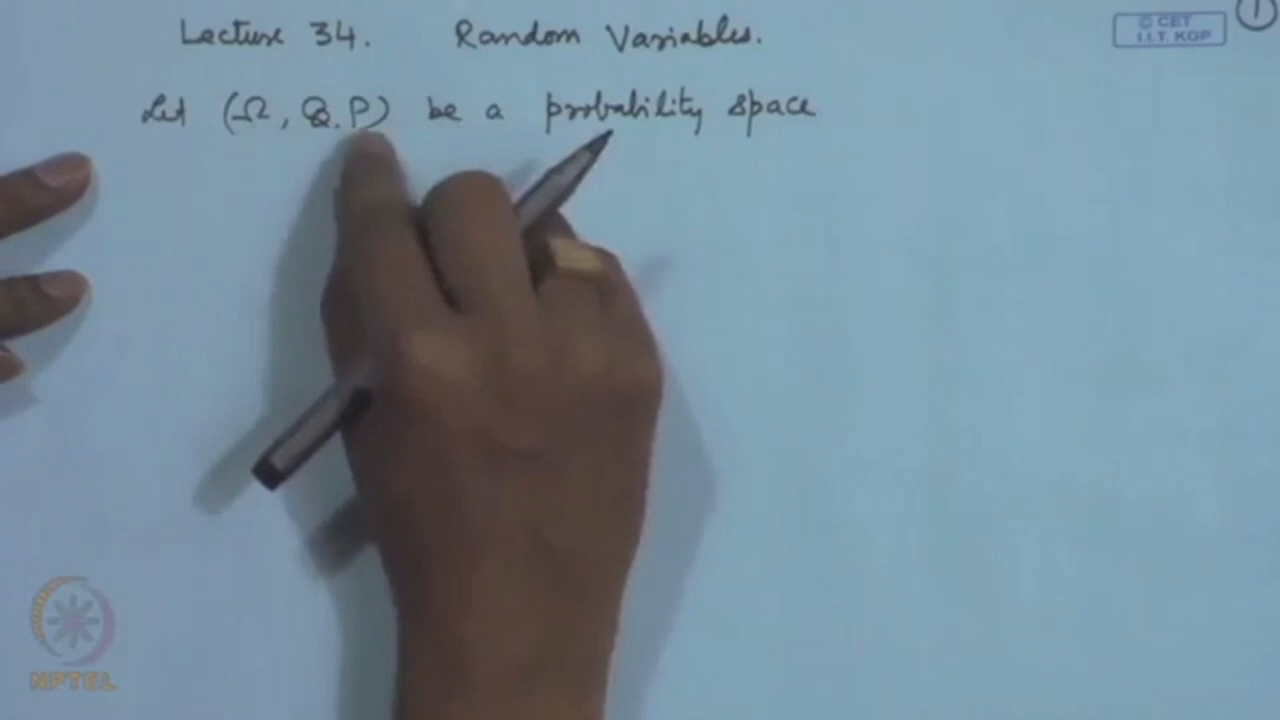 Lecture 34. Random Variables.
© CET
I.I.T. KGP
1
Let (Ω, Q, P) be a probability space
NPTEL